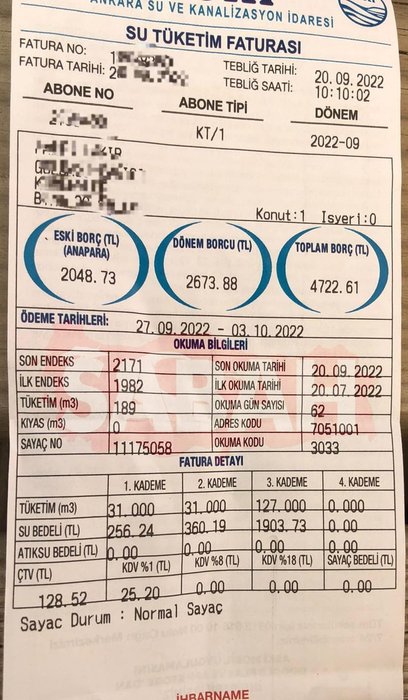 ANKARA SU VE KANALİZASYON İDARESİ
SU TÜKETİM FATURASI
FATURA NO: TEBLİĞ TARİHİ: 20.09.2022
FATURA TARİHİ: TEBLİĞ SAATİ: 10:10:02
ABONE NO ABONE TİPİ DÖNEM
KT/1 2022-09
Konut:1 Isyeri:0
ESKİ BORÇ (TL) DÖNEM BORCU (TL) TOPLAM BORÇ (TL)
(ANAPARA)
2048.73 2673.88 4722.61
ÖDEME TARİHLERİ: 27.09.2022 - 03.10.2022
OKUMA BİLGİLERİ
SON ENDEKS 2171 SON OKUMA TARİHİ 20.09.2022
İLK ENDEKS 1982 İLK OKUMA TARİHİ 20.07.2022
TÜKETİM (m3) 189 OKUMA GÜN SAYISI 62
KIYAS (m3) 0 ADRES KODU 7051001
SAYAÇ NO 11175058 OKUMA KODU 3033
SABAH
FATURA DETAYI
1. KADEME 2. KADEME 3. KADEME 4. KADEME
TÜKETİM (m3) 31.000 31.000 127.000 0.000
SU BEDELİ (TL) 256.24 360.19 1903.73 0.00
ATIKSU BEDELİ (TL) 0.00 0.00 0.00 0.00
ÇTV (TL) KDV %1 (TL) KDV %8 (TL) KDV %18 (TL) SAYAÇ BEDELİ (TL)
128.52 25.20 0.00 0.00 0.00
Sayac Durum : Normal Sayaç
İHBARNAME